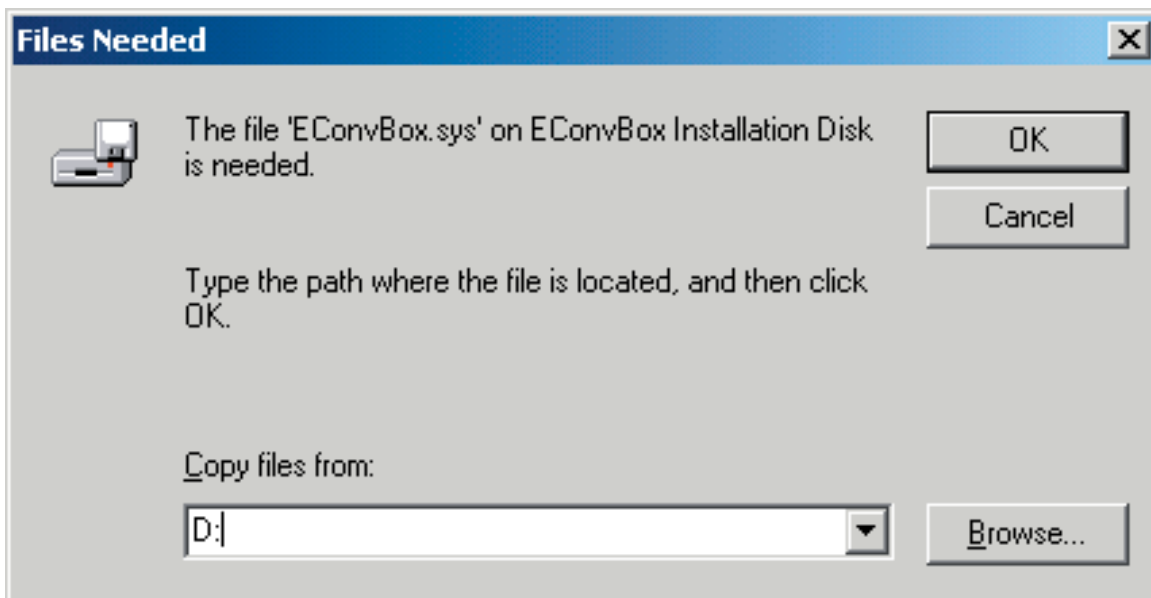 Files Needed
The file 'EConvBox.sys' on EConvBox Installation Disk
is needed.
OK
Cancel
Type the path where the file is located, and then click
OK.
Copy files from:
D:
Browse...